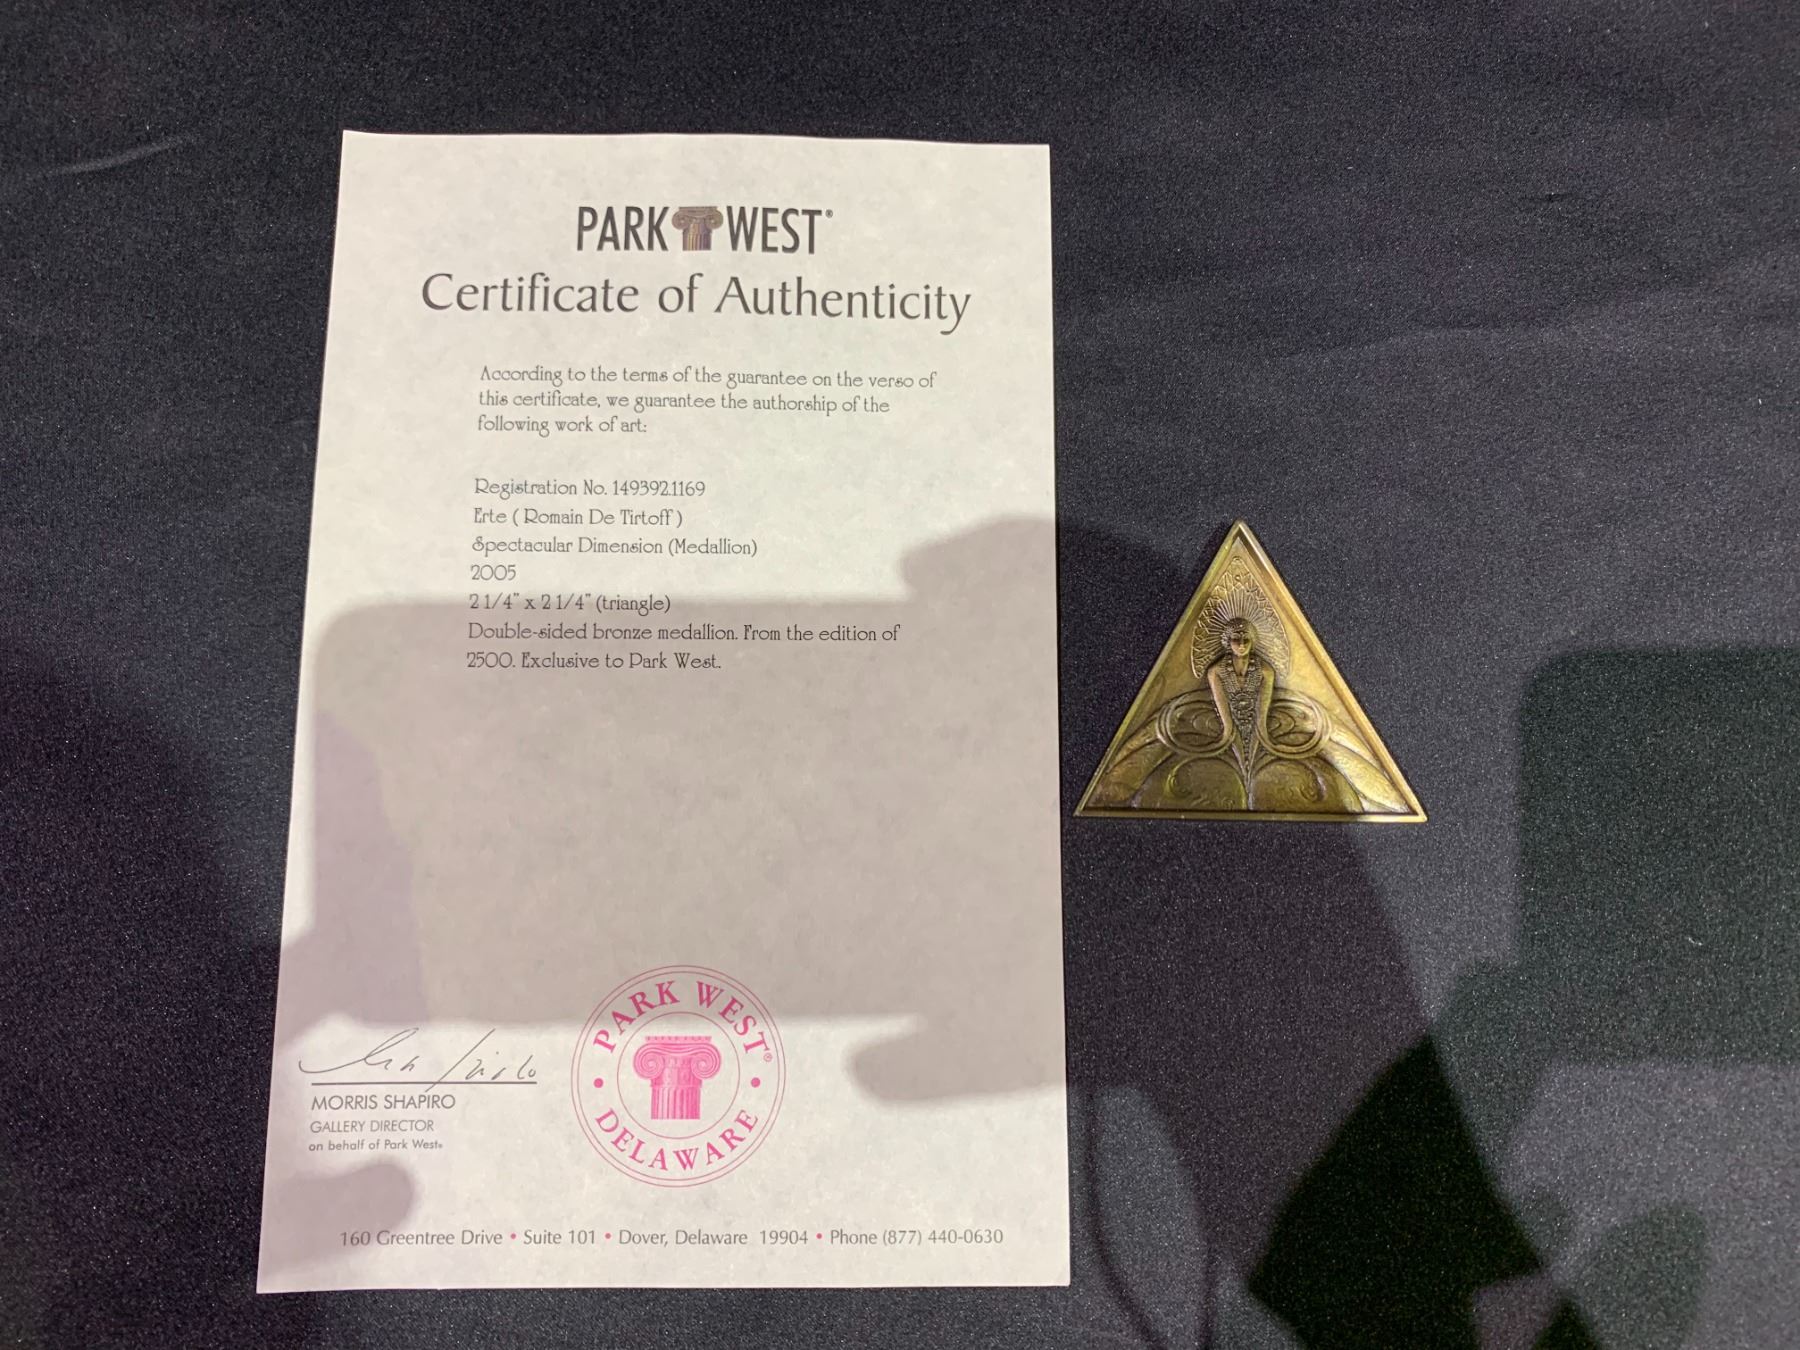 PARK WEST®
Certificate of Authenticity
According to the terms of the guarantee on the verso of
this certificate, we guarantee the authorship of the
following work of art:
Registration No. 149392.1169
Erte ( Romain De Tirtoff )
Spectacular Dimension (Medallion)
2005
2 1/4" x 2 1/4" (triangle)
Double-sided bronze medallion. From the edition of
2500. Exclusive to Park West.
MORRIS SHAPIRO
GALLERY DIRECTOR
on behalf of Park West®
PARK WEST®
• DELAWARE •
160 Greentree Drive • Suite 101 • Dover, Delaware 19904 • Phone (877) 440-0630